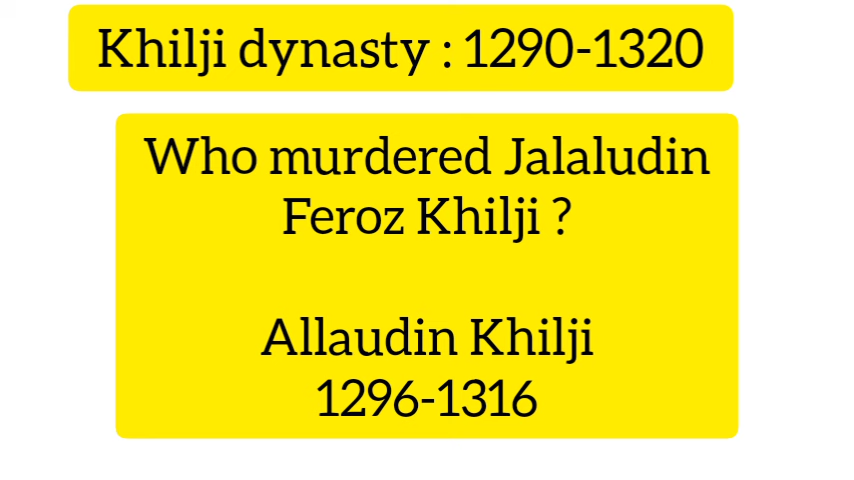 Khilji dynasty : 1290-1320
Who murdered Jalaludin
Feroz Khilji ?
Allaudin Khilji
1296-1316